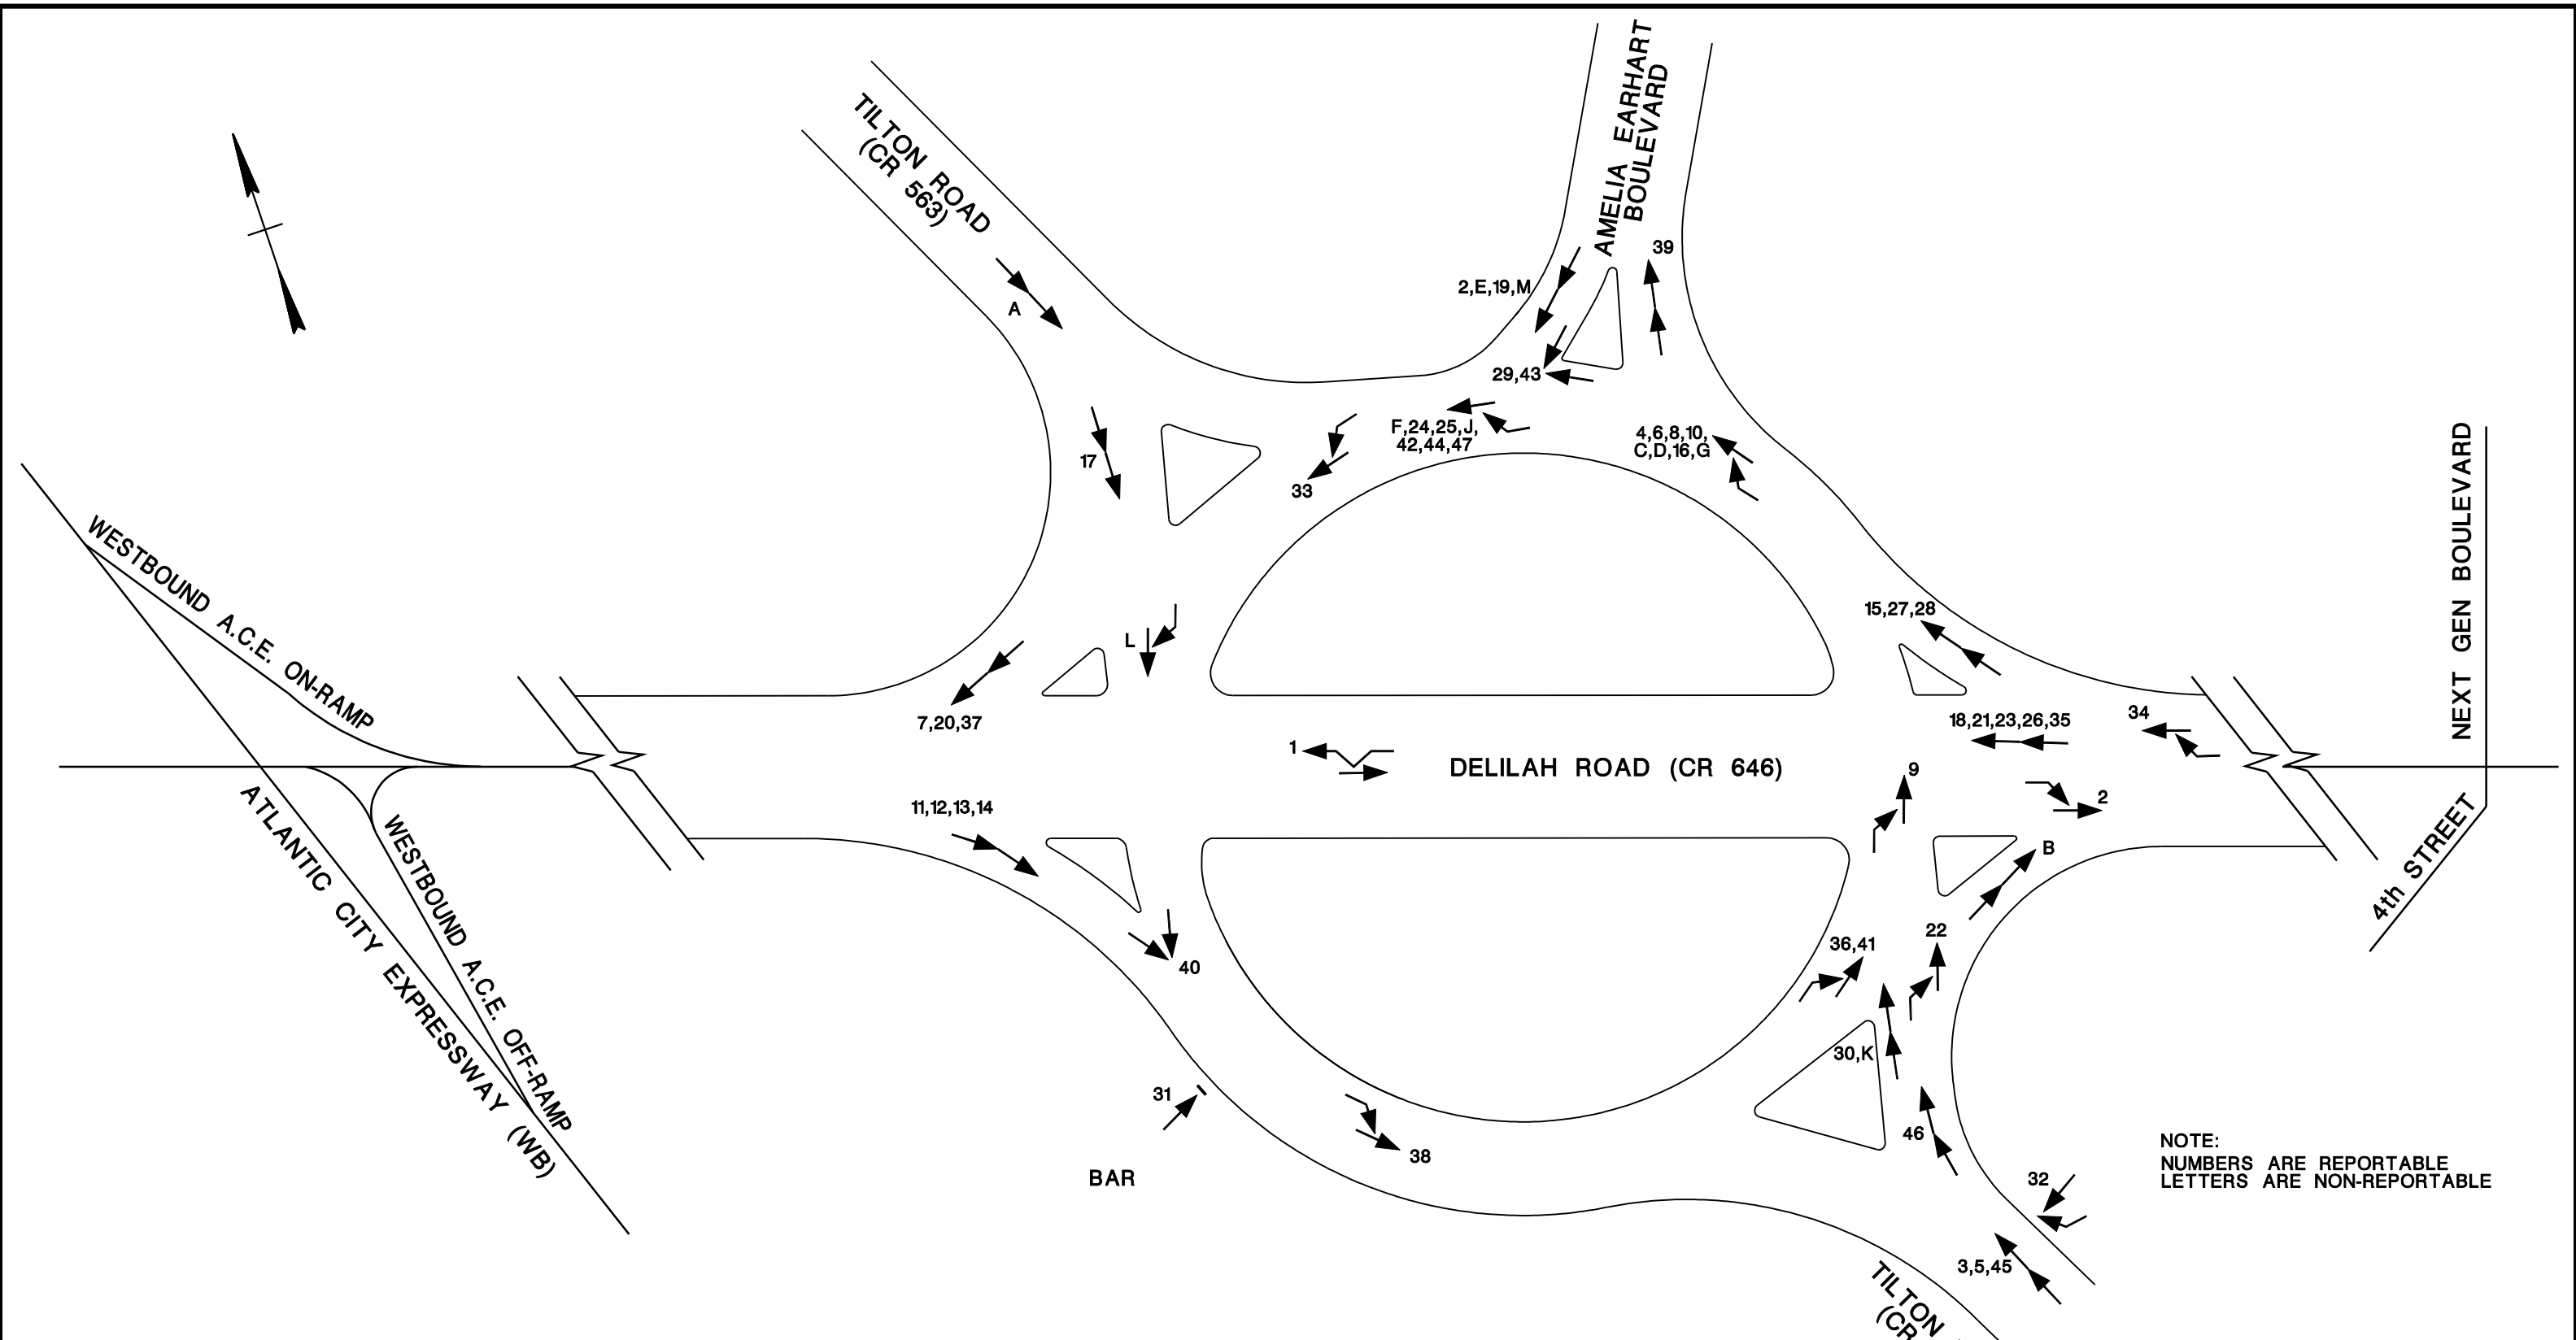 AMELIA EARHART
BOULEVARD
TILTON ROAD
(CR 563)
39
2,E,19,M
A
29,43
F,24,25,J,
42,44,47
4,6,8,10,
C,D,16,G
17
33
NEXT GEN BOULEVARD
WESTBOUND A.C.E. ON-RAMP
15,27,28
L
7,20,37
18,21,23,26,35
34
1
DELILAH ROAD (CR 646)
9
2
11,12,13,14
ATLANTIC CITY EXPRESSWAY (WB)
WESTBOUND A.C.E. OFF-RAMP
B
4th STREET
22
36,41
40
30,K
31
46
38
BAR
32
NOTE:
NUMBERS ARE REPORTABLE
LETTERS ARE NON-REPORTABLE
3,5,45
TILTON
(CR